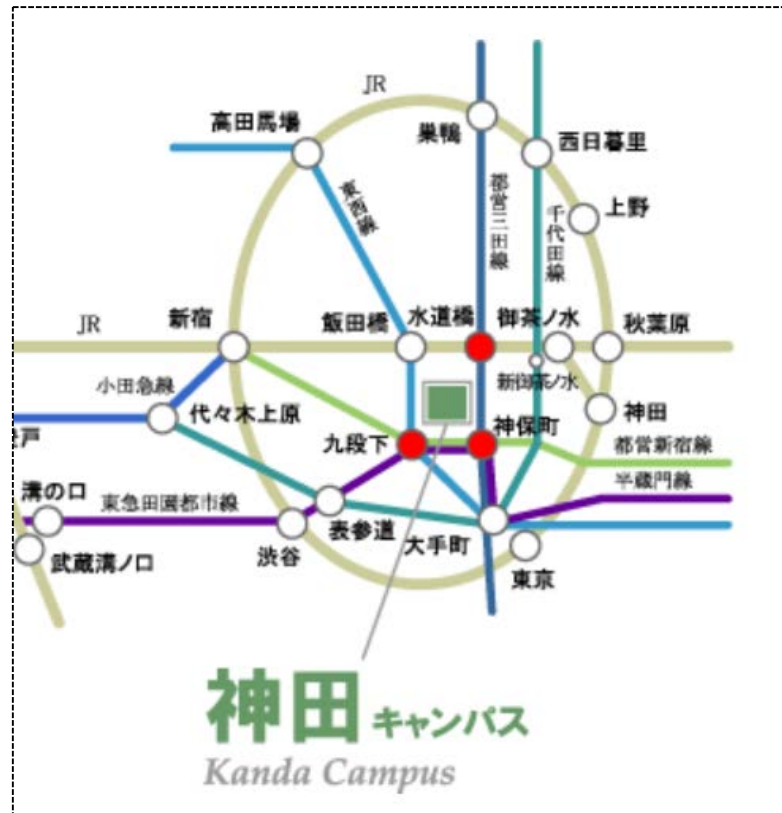 JR
高田馬場
巣鴨
西日暮里
東西線
都営三田線
千代田線
上野
JR
新宿
飯田橋
水道橋
御茶ノ水
秋葉原
小田急線
新御茶ノ水
代々木上原
神田
九段下
神保町
都営新宿線
溝の口
東急田園都市線
半蔵門線
表参道
大手町
渋谷
武蔵溝ノ口
東京
神田キャンパス
Kanda Campus